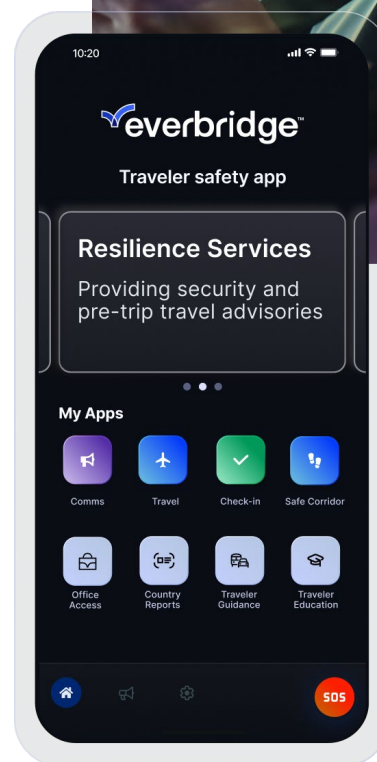 10:20
everbridge™
Traveler safety app
Resilience Services
Providing security and
pre-trip travel advisories
My Apps
Comms Travel Check-in Safe Corridor
Office Country Traveler Traveler
Access Reports Guidance Education
SOS